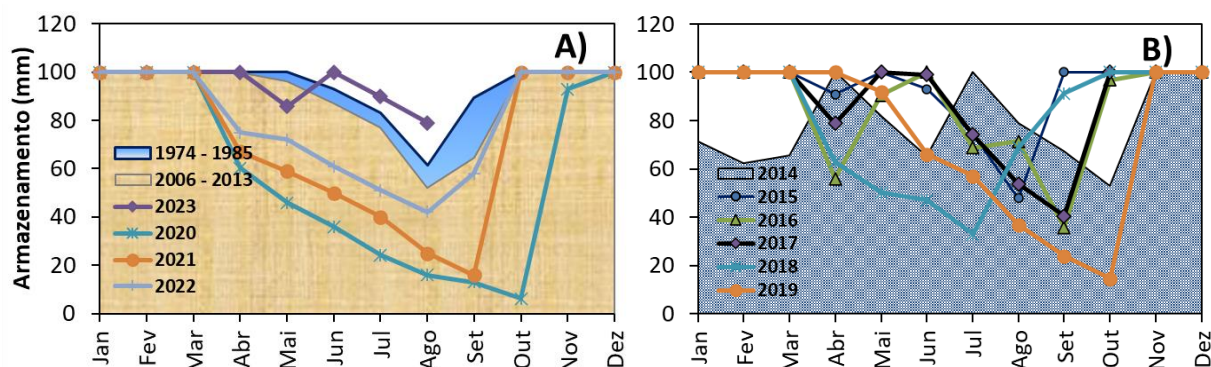 A)
Armazenamento (mm)
120
100
80
60
40
20
0
1974 - 1985
2006 - 2013
2023
2020
2021
2022
Jan
Fev
Mar
Abr
Mai
Jun
Jul
Ago
Set
Out
Nov
Dez
B)
120
100
80
60
40
20
0
2014
2015
2016
2017
2018
2019
Jan
Fev
Mar
Abr
Mai
Jun
Jul
Ago
Set
Out
Nov
Dez